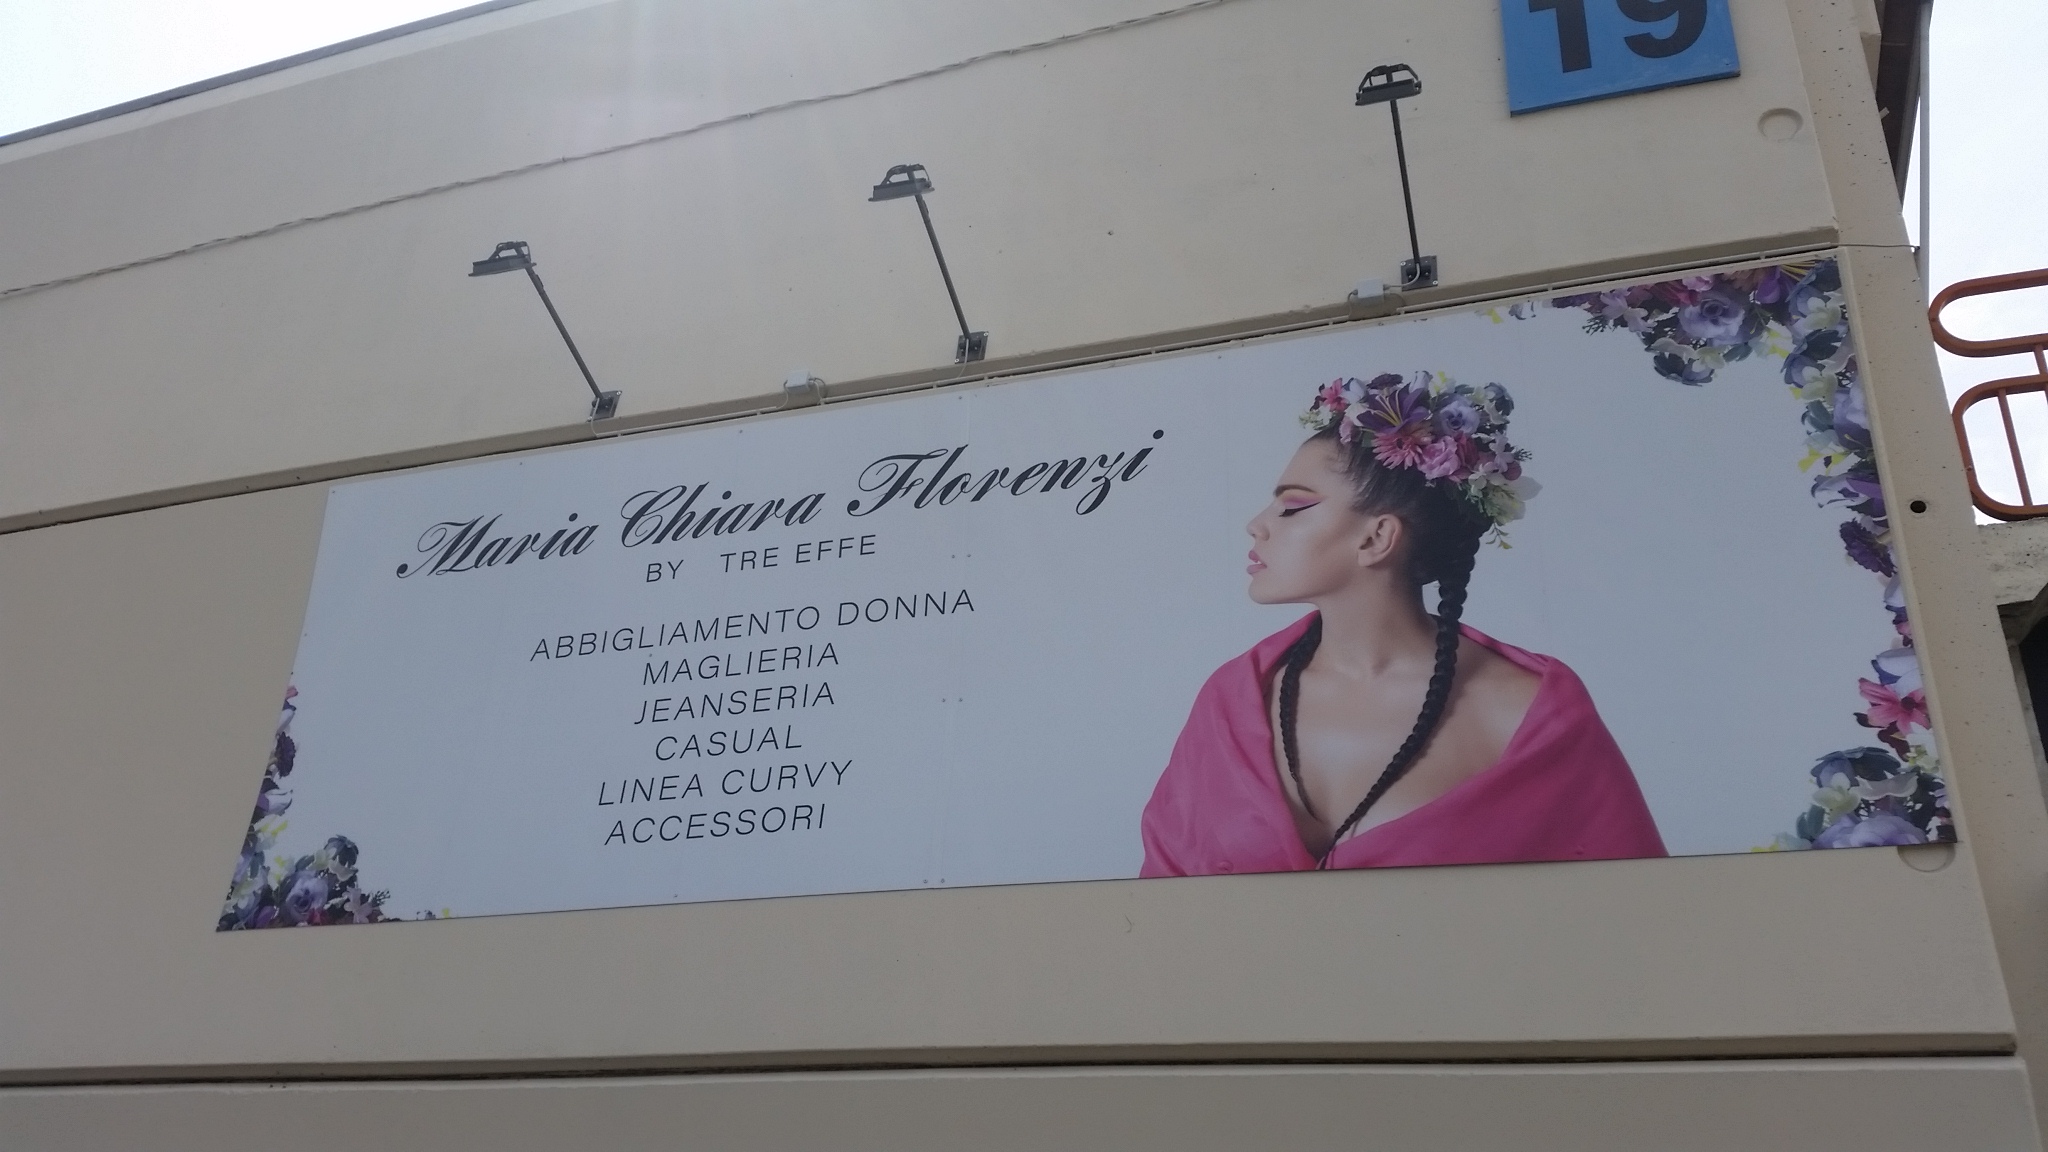 19
Maria Chiara Florenzi
BY TRE EFFE
ABBIGLIAMENTO DONNA
MAGLIERIA
JEANSERIA
CASUAL
LINEA CURVY
ACCESSORI